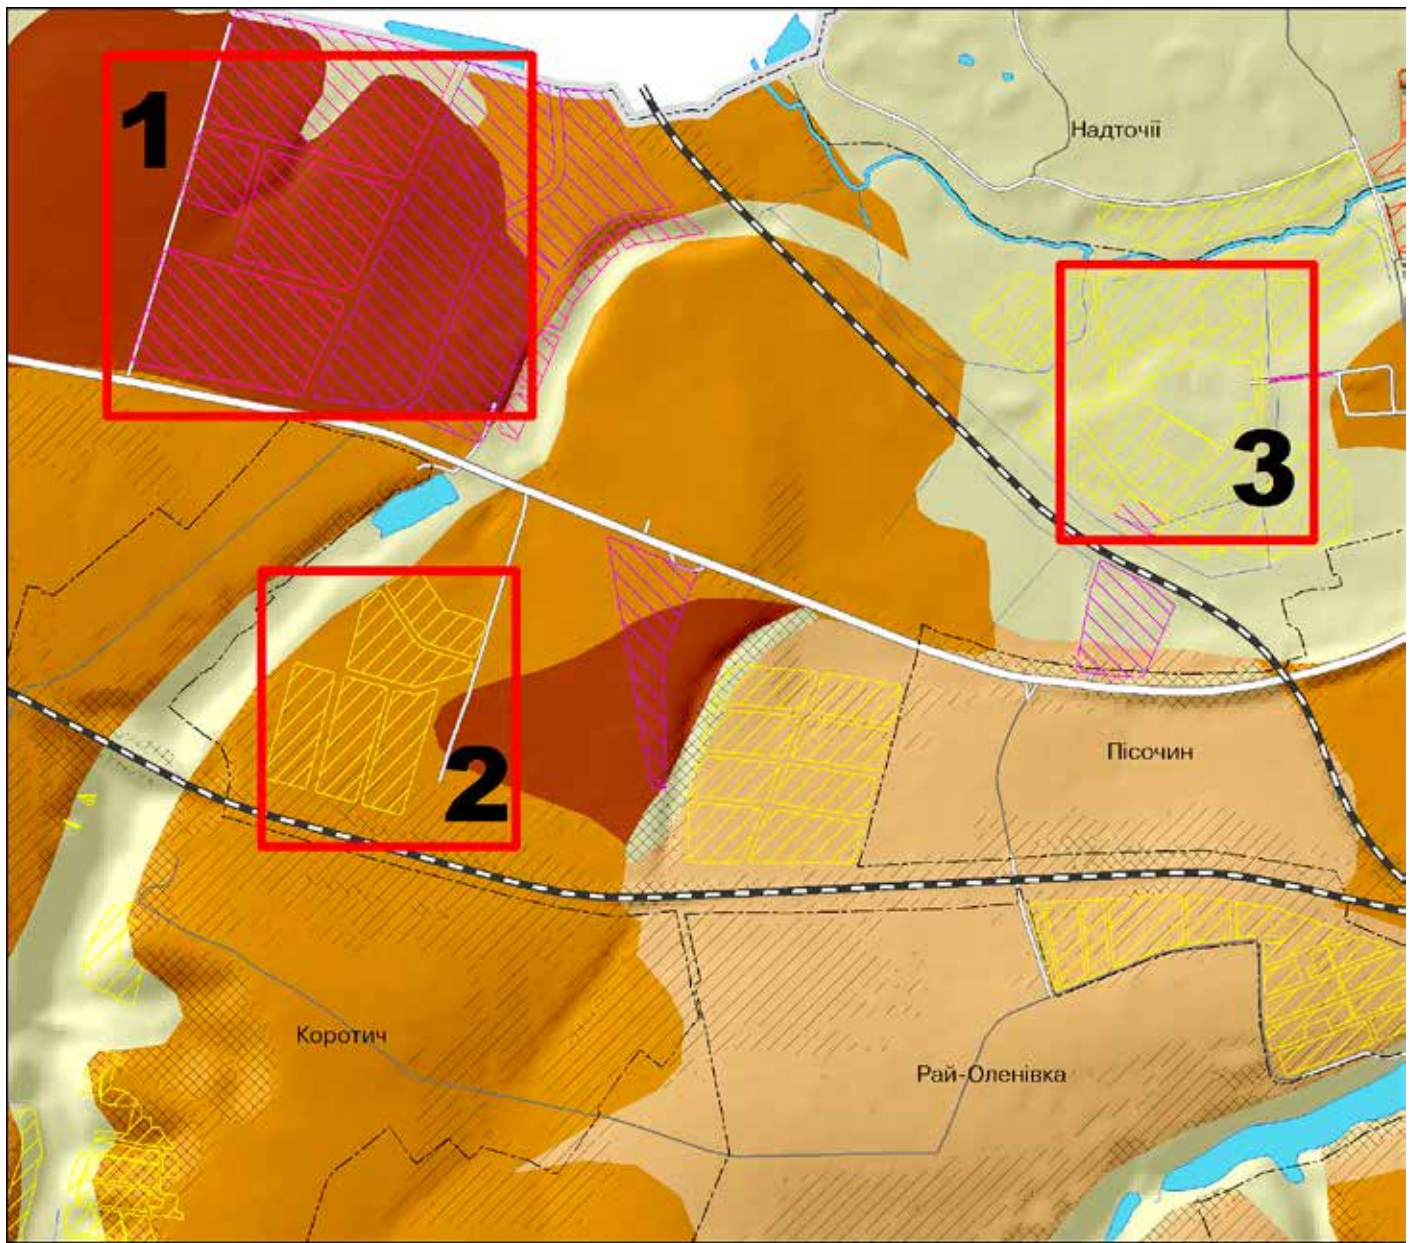 1
Надточії
3
Пісочин
2
Коротич
Рай-Оленівка